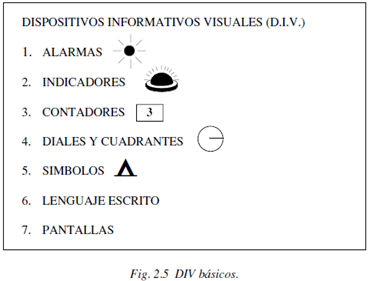 DISPOSITIVOS INFORMATIVOS VISUALES (D.I.V.)
1. ALARMAS
2. INDICADORES
3. CONTADORES 3
4. DIALES Y CUADRANTES
5. SIMBOLOS
6. LENGUAJE ESCRITO
7. PANTALLAS
Fig. 2.5 DIV básicos.